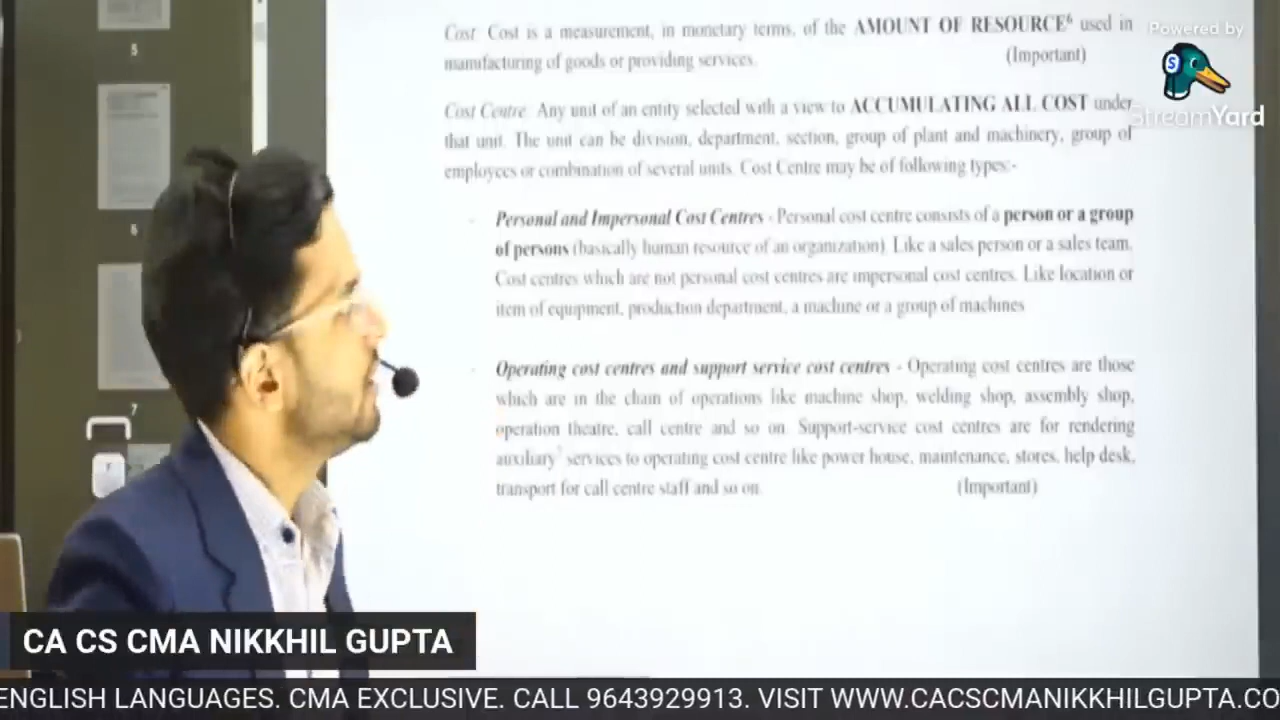 5
Cost Cost is a measurement, in monetary terms, of the AMOUNT OF RESOURCE⁶ used in
manufacturing of goods or providing services. (Important)
Powered by
S
StreamYard
Cost Centre Any unit of an entity selected with a view to ACCUMULATING ALL COST under
that unit. The unit can be division, department, section, group of plant and machinery, group of
employees or combination of several units. Cost Centre may be of following types:-
6
- Personal and Impersonal Cost Centres - Personal cost centre consists of a person or a group
of persons (basically human resource of an organization) Like a sales person or a sales team.
Cost centres which are not personal cost centres are impersonal cost centres. Like location or
item of equipment, production department, a machine or a group of machines
- Operating cost centres and support service cost centres - Operating cost centres are those
which are in the chain of operations like machine shop, welding shop, assembly shop,
operation theatre, call centre and so on. Support-service cost centres are for rendering
auxiliary⁷ services to operating cost centre like power house, maintenance, stores, help desk,
transport for call centre staff and so on. (Important)
7
CA CS CMA NIKKHIL GUPTA
ENGLISH LANGUAGES. CMA EXCLUSIVE. CALL 9643929913. VISIT WWW.CACSCMANIKKHILGUPTA.CO